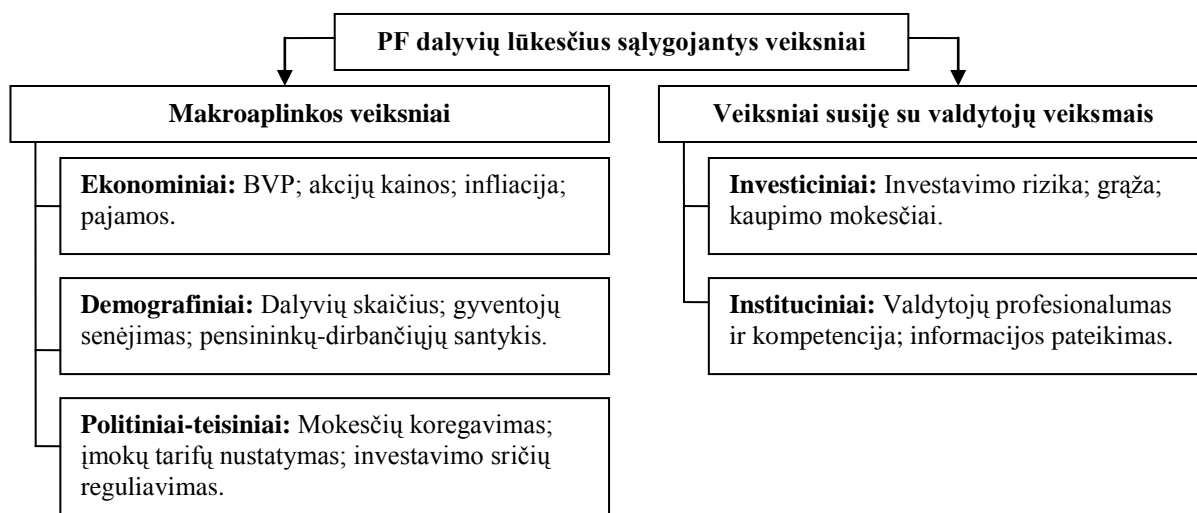 PF dalyvių lūkesčius sąlygojantys veiksniai
Makroaplinkos veiksniai
Ekonominiai: BVP; akcijų kainos; infliacija;
pajamos.
Demografiniai: Dalyvių skaičius; gyventojų
senėjimas; pensininkų-dirbančiųjų santykis.
Politiniai-teisiniai: Mokesčių koregavimas;
įmokų tarifų nustatymas; investavimo sričių
reguliavimas.
Veiksniai susiję su valdytojų veiksmais
Investiciniai: Investavimo rizika; grąža;
kaupimo mokesčiai.
Instituciniai: Valdytojų profesionalumas
ir kompetencija; informacijos pateikimas.